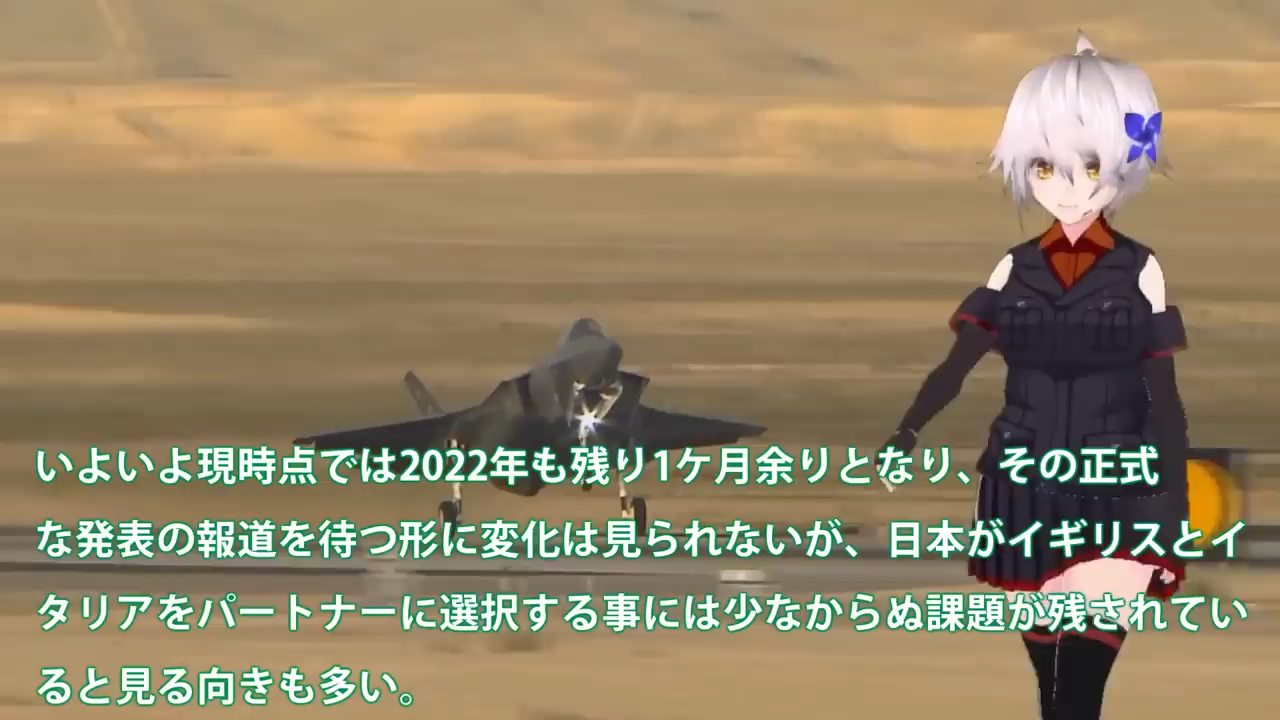 いよいよ現時点では2022年も残り1ケ月余りとなり、その正式
な発表の報道を待つ形に変化は見られないが、日本がイギリスとイ
タリアをパートナーに選択する事には少なからぬ課題が残されてい
ると見る向きも多い。